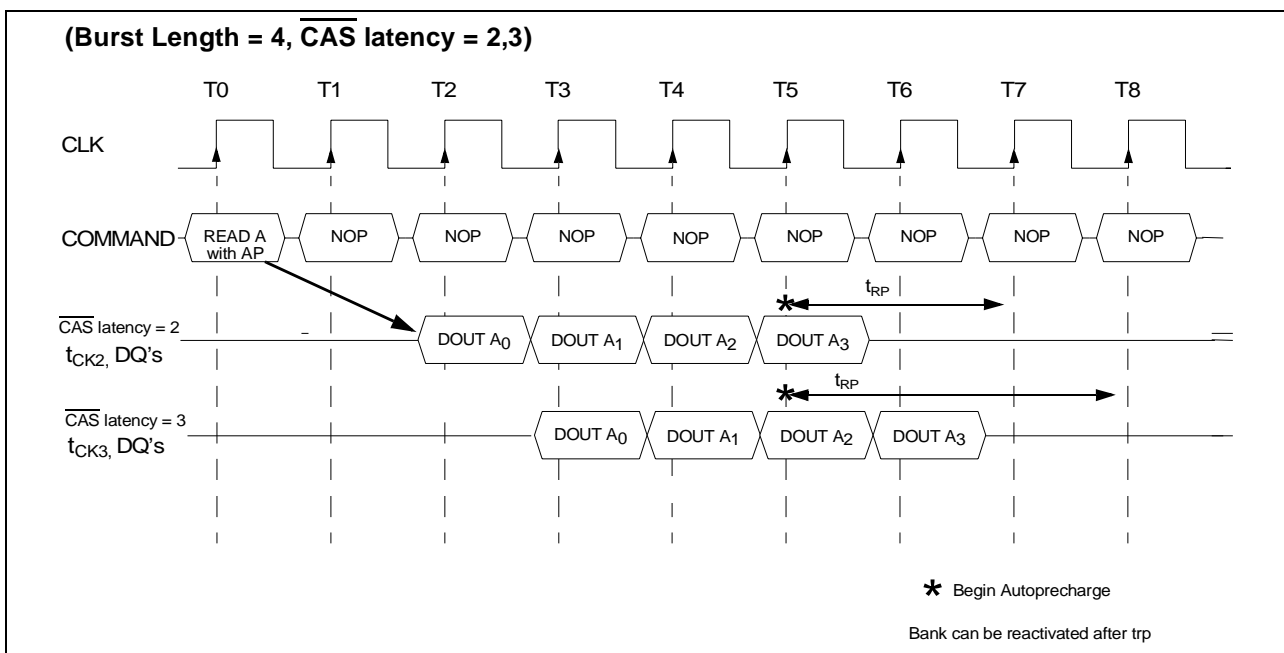 (Burst Length = 4, CAS latency = 2,3)
T0 T1 T2 T3 T4 T5 T6 T7 T8
CLK
COMMAND READ A with AP NOP NOP NOP NOP NOP NOP NOP NOP
* tRP
CAS latency = 2
tCK2, DQ's DOUT A0 DOUT A1 DOUT A2 DOUT A3
* tRP
CAS latency = 3
tCK3, DQ's DOUT A0 DOUT A1 DOUT A2 DOUT A3
* Begin Autoprecharge
Bank can be reactivated after trp